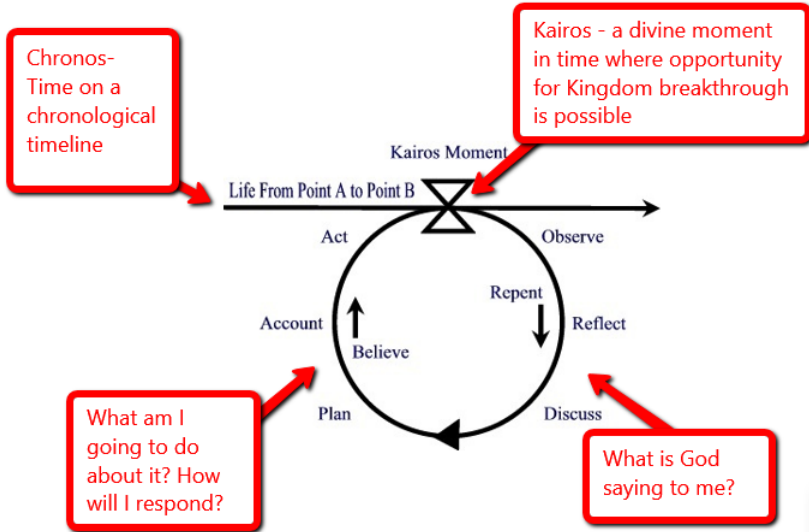 Chronos-
Time on a
chronological
timeline
Kairos - a divine moment
in time where opportunity
for Kingdom breakthrough
is possible
Kairos Moment
Life From Point A to Point B
Act
Observe
Repent
Account
Reflect
Believe
Plan
Discuss
What am I
going to do
about it? How
will I respond?
What is God
saying to me?